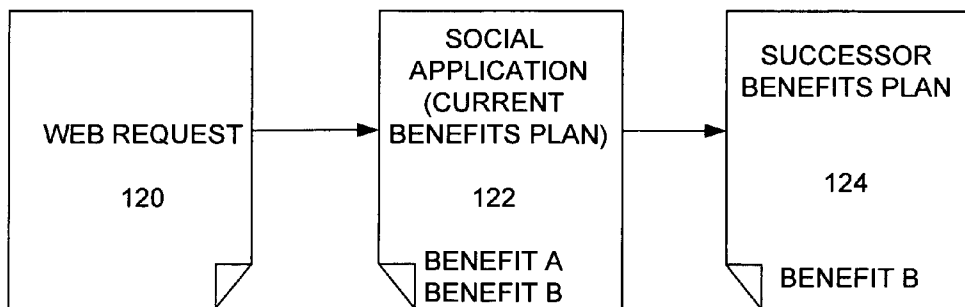 WEB REQUEST
120
SOCIAL
APPLICATION
(CURRENT
BENEFITS PLAN)
122
BENEFIT A
BENEFIT B
SUCCESSOR
BENEFITS PLAN
124
BENEFIT B